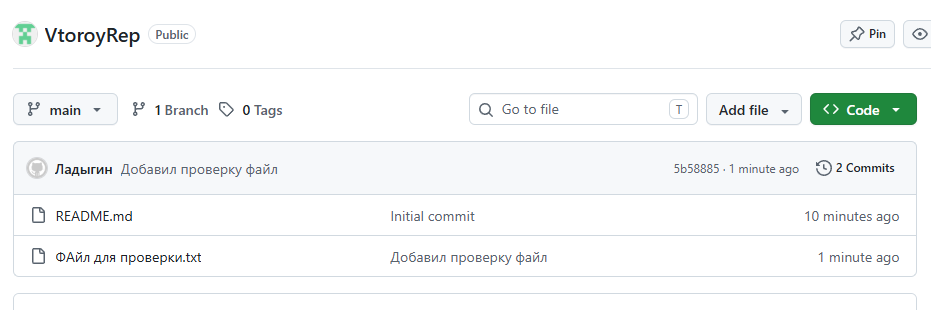 VtoroyRep Public Pin
main 1 Branch 0 Tags Go to file T Add file Code
Ладыгин Добавил проверку файл 5b58885 · 1 minute ago 2 Commits
README.md Initial commit 10 minutes ago
ФАйл для проверки.txt Добавил проверку файл 1 minute ago